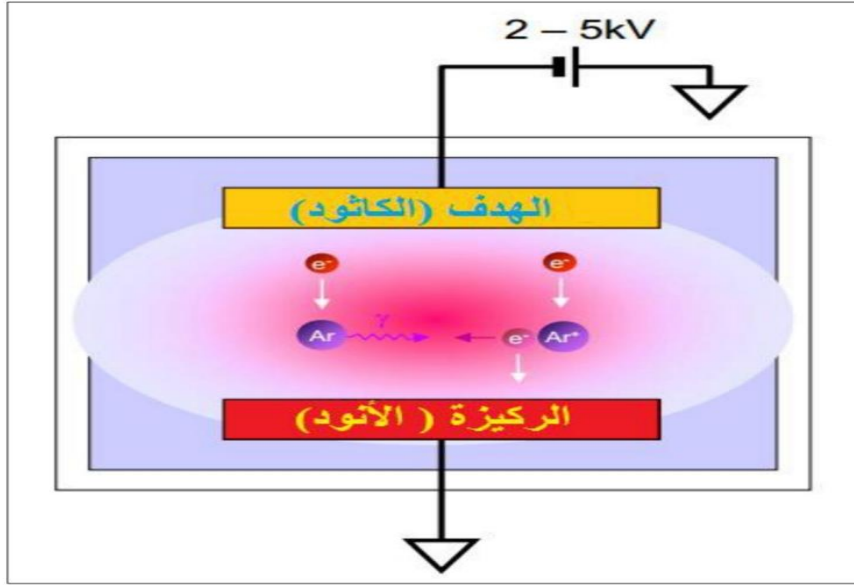 2 – 5kV
الهدف (الكاثود)
e⁻
e⁻
Ar
γ
e⁻
Ar⁺
الركيزة ( الأنود)